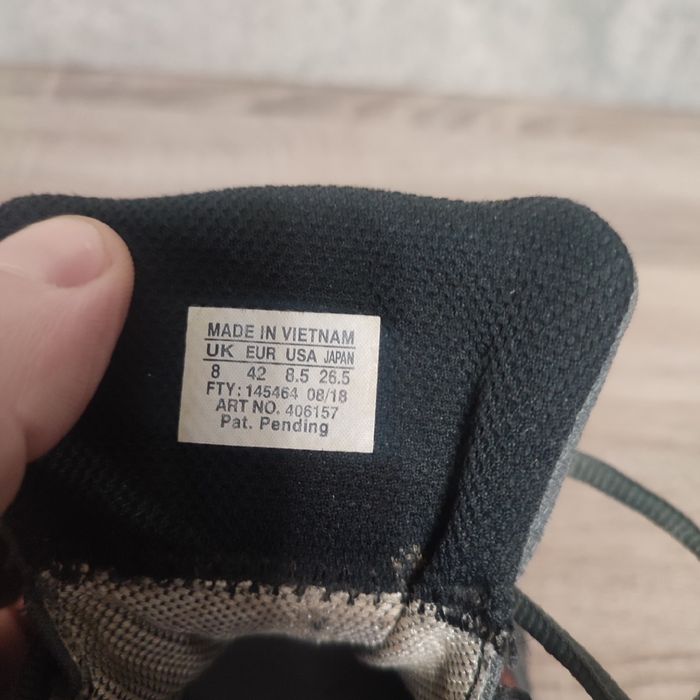 MADE IN VIETNAM
UK EUR USA JAPAN
8 42 8.5 26.5
FTY: 145464 08/18
ART NO. 406157
Pat. Pending